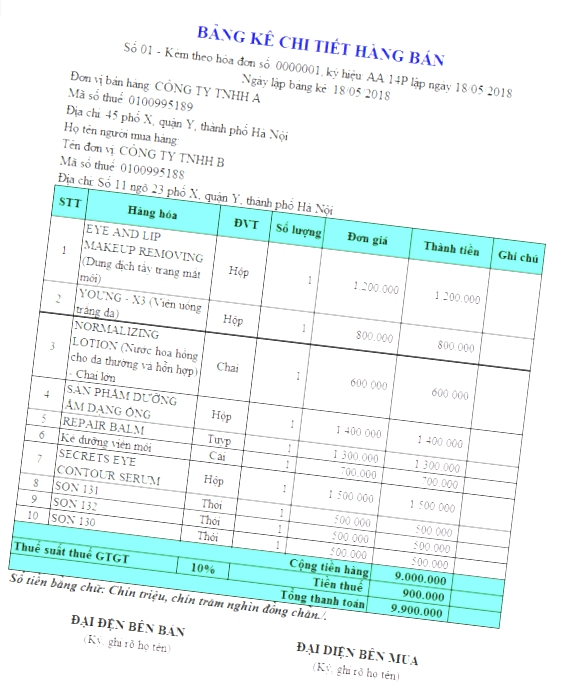 BẢNG KÊ CHI TIẾT HÀNG BÁN
Số 01 - Kèm theo hóa đơn số 0000001, ký hiệu AA 14P lập ngày 18/05/2018
Ngày lập bảng kê 18/05/2018
Đơn vị bán hàng CÔNG TY TNHH A
Mã số thuế 0100995189
Địa chỉ 45 phố X, quận Y, thành phố Hà Nội
Họ tên người mua hàng:
Tên đơn vị CÔNG TY TNHH B
Mã số thuế 0100995188
Địa chỉ: Số 11 ngõ 23 phố X, quận Y, thành phố Hà Nội
STT Hàng hóa ĐVT Số lượng Đơn giá Thành tiền Ghi chú
1 EYE AND LIP MAKEUP REMOVING (Dung dịch tẩy trang mắt môi) Hộp 1 1.200.000 1.200.000
2 YOUNG - X3 (Viên uống trắng da) Hộp 1 800.000 800.000
3 NORMALIZING LOTION (Nước hoa hồng cho da thường và hỗn hợp) - Chai lớn Chai 1 600.000 600.000
4 SẢN PHẨM DƯỠNG ẨM DẠNG ỐNG Hộp 1 1.400.000 1.400.000
5 REPAIR BALM Tuýp 1 1.300.000 1.300.000
6 Kẻ dưỡng viền môi Cái 1 700.000 700.000
7 SECRETS EYE CONTOUR SERUM Hộp 1 1.500.000 1.500.000
8 SON 131 Thỏi 1 500.000 500.000
9 SON 132 Thỏi 1 500.000 500.000
10 SON 130 Thỏi 1 500.000 500.000
Cộng tiền hàng 9.000.000
Thuế suất thuế GTGT 10% Tiền thuế 900.000
Tổng thanh toán 9.900.000
Số tiền bằng chữ: Chín triệu, chín trăm nghìn đồng chẵn./.
ĐẠI ĐỆN BÊN BÁN
(Ký, ghi rõ họ tên)
ĐẠI DIỆN BÊN MUA
(Ký, ghi rõ họ tên)